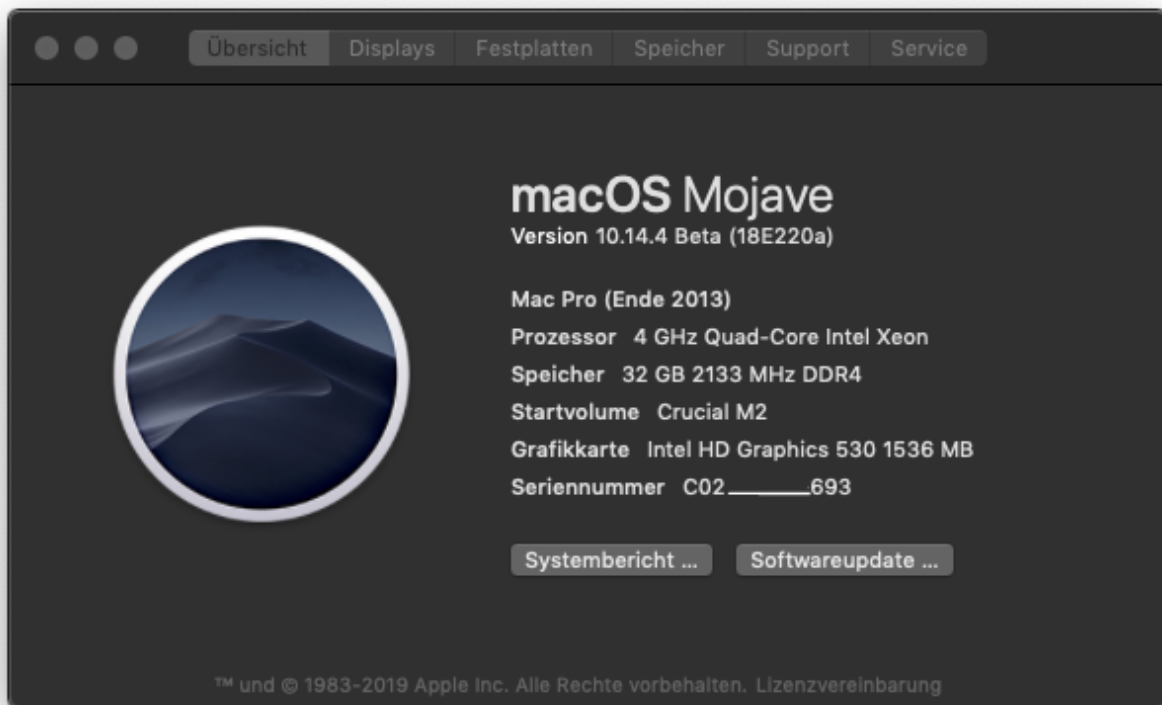 Übersicht Displays Festplatten Speicher Support Service
macOS Mojave
Version 10.14.4 Beta (18E220a)
Mac Pro (Ende 2013)
Prozessor 4 GHz Quad-Core Intel Xeon
Speicher 32 GB 2133 MHz DDR4
Startvolume Crucial M2
Grafikkarte Intel HD Graphics 530 1536 MB
Seriennummer C02 693
Systembericht ... Softwareupdate ...
™ und © 1983-2019 Apple Inc. Alle Rechte vorbehalten. Lizenzvereinbarung